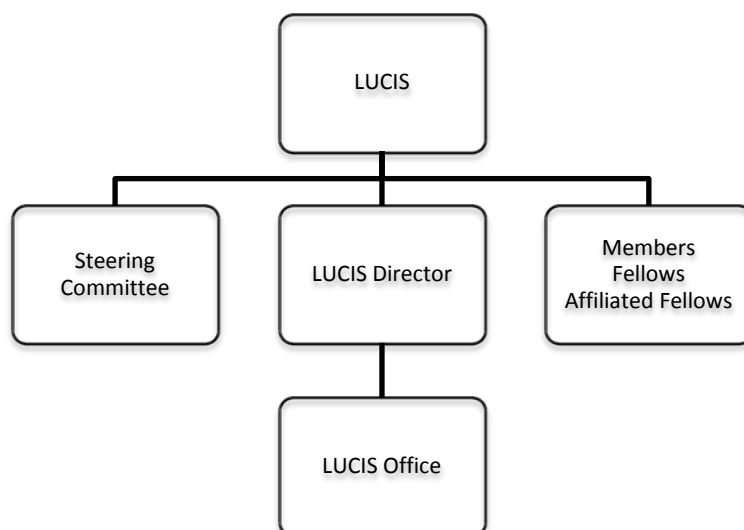 LUCIS
Steering
Committee
LUCIS Director
Members
Fellows
Affiliated Fellows
LUCIS Office